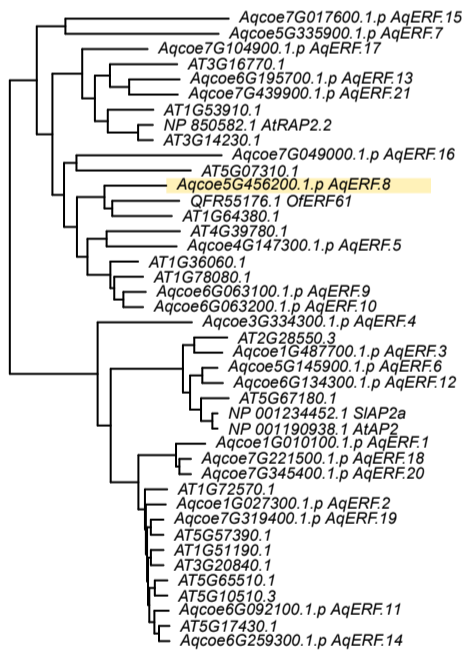 Aqcoe7G017600.1.p AqERF.15
Aqcoe5G335900.1.p AqERF.7
Aqcoe7G104900.1.p AqERF.17
AT3G16770.1
Aqcoe6G195700.1.p AqERF.13
Aqcoe7G439900.1.p AqERF.21
AT1G53910.1
NP 850582.1 AtRAP2.2
AT3G14230.1
Aqcoe7G049000.1.p AqERF.16
AT5G07310.1
Aqcoe5G456200.1.p AqERF.8
QFR55176.1 OfERF61
AT1G64380.1
AT4G39780.1
Aqcoe4G147300.1.p AqERF.5
AT1G36060.1
AT1G78080.1
Aqcoe6G063100.1.p AqERF.9
Aqcoe6G063200.1.p AqERF.10
Aqcoe3G334300.1.p AqERF.4
AT2G28550.3
Aqcoe1G487700.1.p AqERF.3
Aqcoe5G145900.1.p AqERF.6
Aqcoe6G134300.1.p AqERF.12
AT5G67180.1
NP 001234452.1 SlAP2a
NP 001190938.1 AtAP2
Aqcoe1G010100.1.p AqERF.1
Aqcoe7G221500.1.p AqERF.18
Aqcoe7G345400.1.p AqERF.20
AT1G72570.1
Aqcoe1G027300.1.p AqERF.2
Aqcoe7G319400.1.p AqERF.19
AT5G57390.1
AT1G51190.1
AT3G20840.1
AT5G65510.1
AT5G10510.3
Aqcoe6G092100.1.p AqERF.11
AT5G17430.1
Aqcoe6G259300.1.p AqERF.14